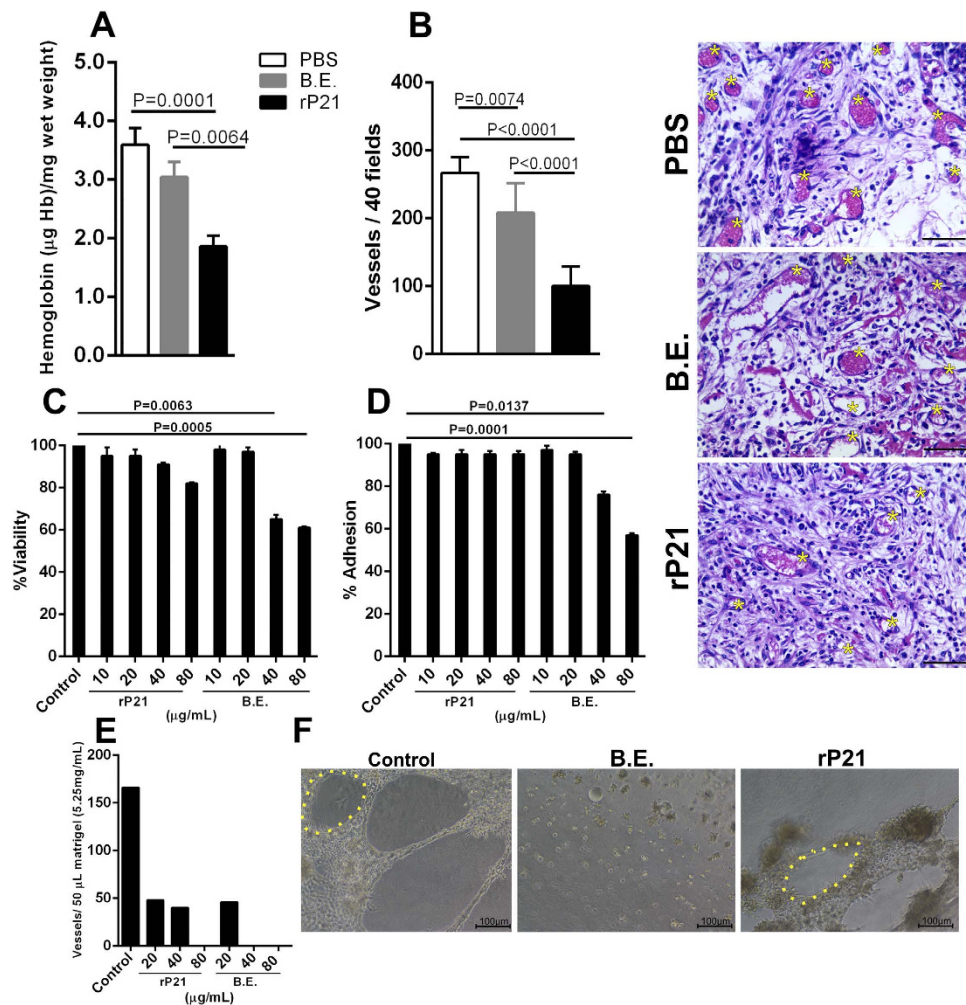 A
Hemoglobin (µg Hb)/mg wet weight
5.0
4.0
3.0
2.0
1.0
0.0
P=0.0001
P=0.0064
PBS
B.E.
rP21
B
Vessels / 40 fields
400
300
200
100
0
P=0.0074
P<0.0001
P<0.0001
PBS
B.E.
rP21
C
P=0.0063
P=0.0005
% Viability
100
80
60
40
20
0
Control
10
20
40
80
10
20
40
80
rP21
B.E.
(µg/mL)
D
P=0.0137
P=0.0001
% Adhesion
100
80
60
40
20
0
Control
10
20
40
80
10
20
40
80
rP21
B.E.
(µg/mL)
E
Vessels/ 50 µL matrigel (5.25mg/mL)
200
150
100
50
0
Control
20
40
80
20
40
80
rP21
B.E.
(µg/mL)
F
Control
B.E.
rP21
100µm
100µm
100µm